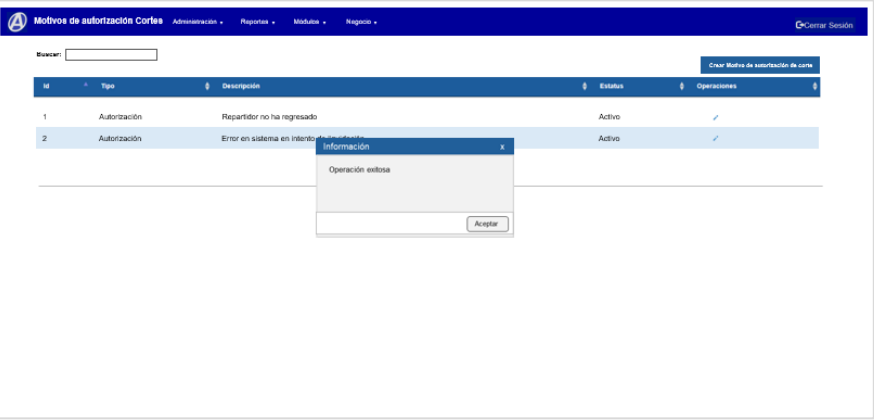 Motivos de autorización Cortes Administración Reportes Módulos Negocio Cerrar Sesión
Buscar:
Crear Motivo de autorización de corte
Id Tipo Descripción Estatus Operaciones
1 Autorización Repartidor no ha regresado Activo
2 Autorización Error en sistema en intento de liquidación Activo
Información x
Operación exitosa
Aceptar